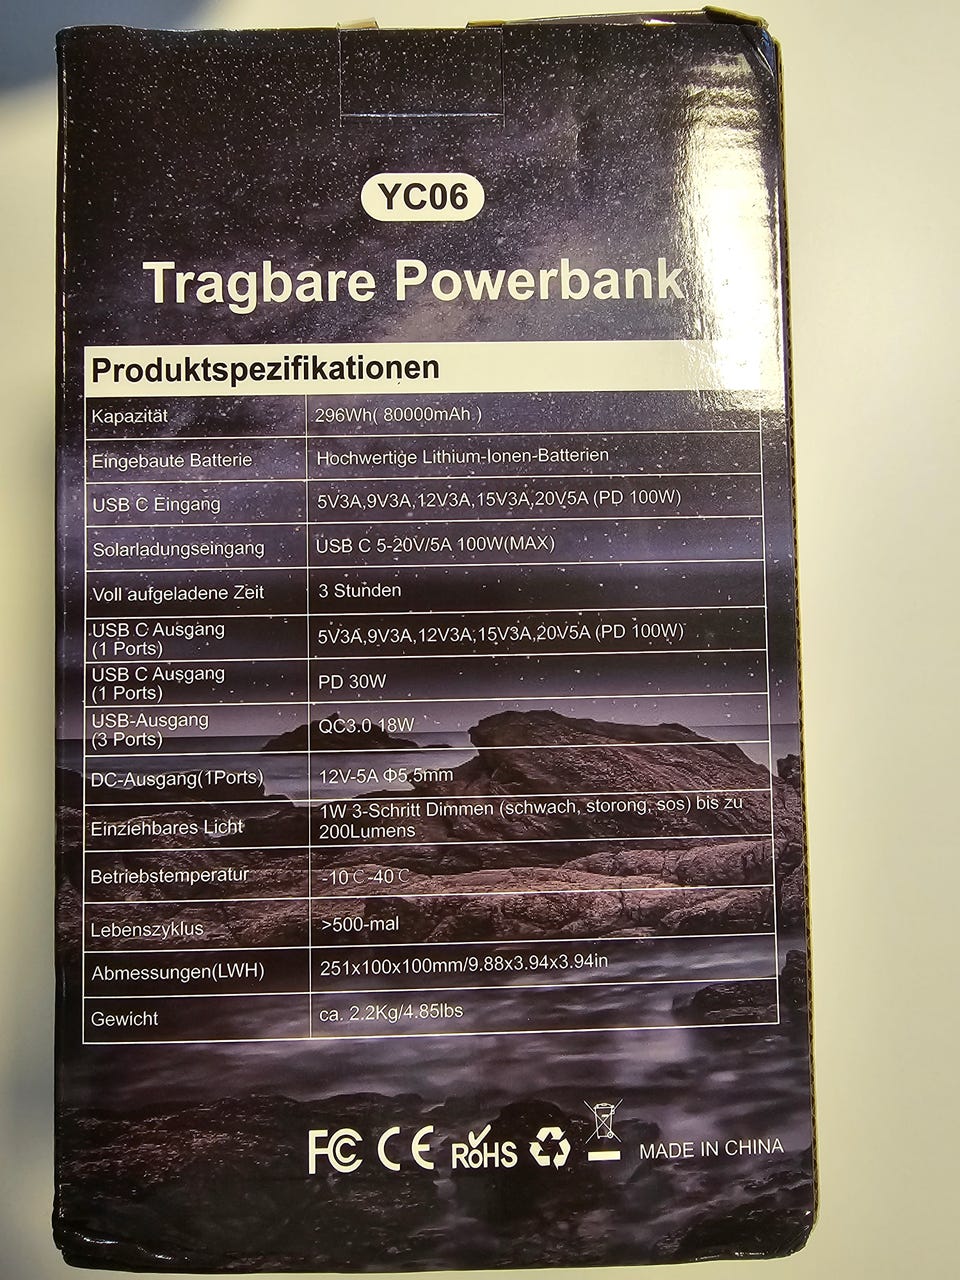 YC06
Tragbare Powerbank
Produktspezifikationen
Kapazität 296Wh( 80000mAh )
Eingebaute Batterie Hochwertige Lithium-Ionen-Batterien
USB C Eingang 5V3A,9V3A,12V3A,15V3A,20V5A (PD 100W)
Solarladungseingang USB C 5-20V/5A 100W(MAX)
Voll aufgeladene Zeit 3 Stunden
USB C Ausgang
(1 Ports) 5V3A,9V3A,12V3A,15V3A,20V5A (PD 100W)
USB C Ausgang
(1 Ports) PD 30W
USB-Ausgang
(3 Ports) QC3.0 18W
DC-Ausgang(1Ports) 12V-5A Φ5.5mm
Einziehbares Licht 1W 3-Schritt Dimmen (schwach, storong, sos) bis zu
200Lumens
Betriebstemperatur -10℃-40℃
Lebenszyklus >500-mal
Abmessungen(LWH) 251x100x100mm/9.88x3.94x3.94in
Gewicht ca. 2.2Kg/4.85lbs
FC CE RoHS MADE IN CHINA